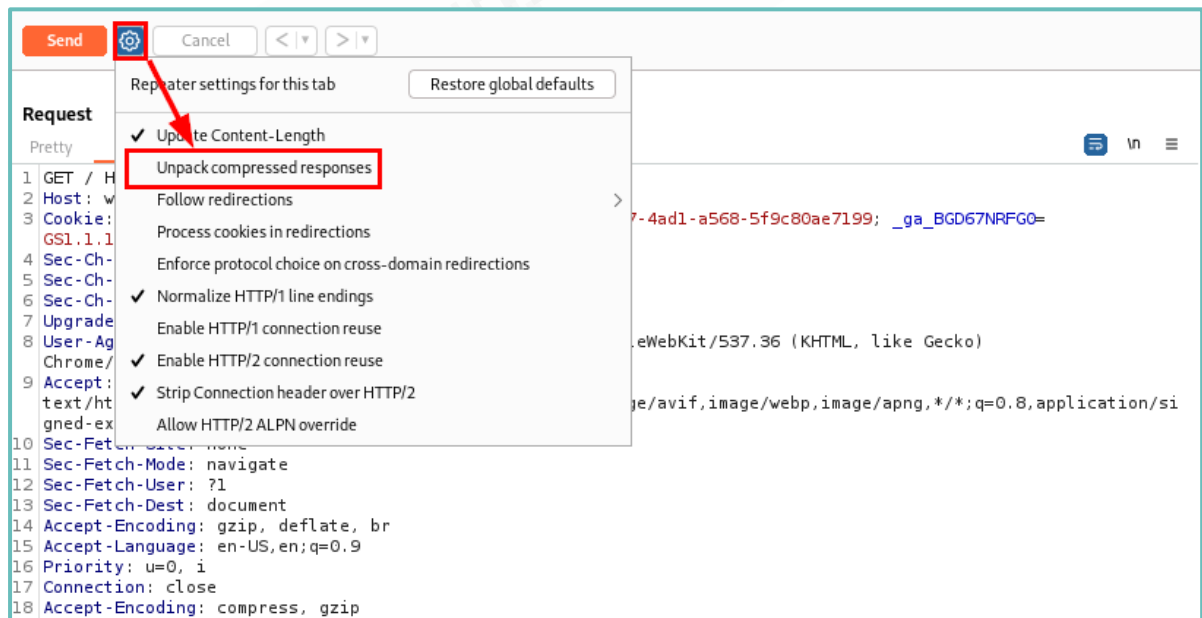 Send Cancel < | ▼ > | ▼
Repeater settings for this tab Restore global defaults
Request
Pretty \n ≡
✓ Update Content-Length
Unpack compressed responses
Follow redirections >
Process cookies in redirections
Enforce protocol choice on cross-domain redirections
✓ Normalize HTTP/1 line endings
Enable HTTP/1 connection reuse
✓ Enable HTTP/2 connection reuse
✓ Strip Connection header over HTTP/2
Allow HTTP/2 ALPN override
1 GET / H
2 Host: w
3 Cookie: 7-4ad1-a568-5f9c80ae7199; _ga_BGD67NRFG0=
GS1.1.1
4 Sec-Ch-
5 Sec-Ch-
6 Sec-Ch-
7 Upgrade
8 User-Ag eWebKit/537.36 (KHTML, like Gecko)
Chrome/
9 Accept:
text/ht ge/avif,image/webp,image/apng,*/*;q=0.8,application/si
gned-ex
10 Sec-Fetch-Site: none
11 Sec-Fetch-Mode: navigate
12 Sec-Fetch-User: ?1
13 Sec-Fetch-Dest: document
14 Accept-Encoding: gzip, deflate, br
15 Accept-Language: en-US,en;q=0.9
16 Priority: u=0, i
17 Connection: close
18 Accept-Encoding: compress, gzip